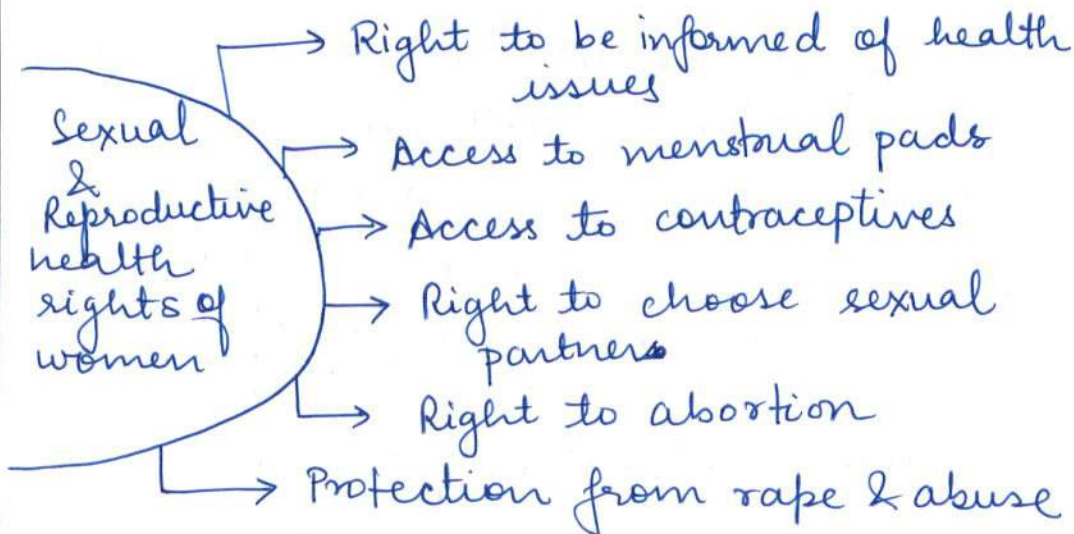 Sexual
&
Reproductive
health
rights of
women
Right to be informed of health
issues
Access to menstrual pads
Access to contraceptives
Right to choose sexual
partners
Right to abortion
Protection from rape & abuse